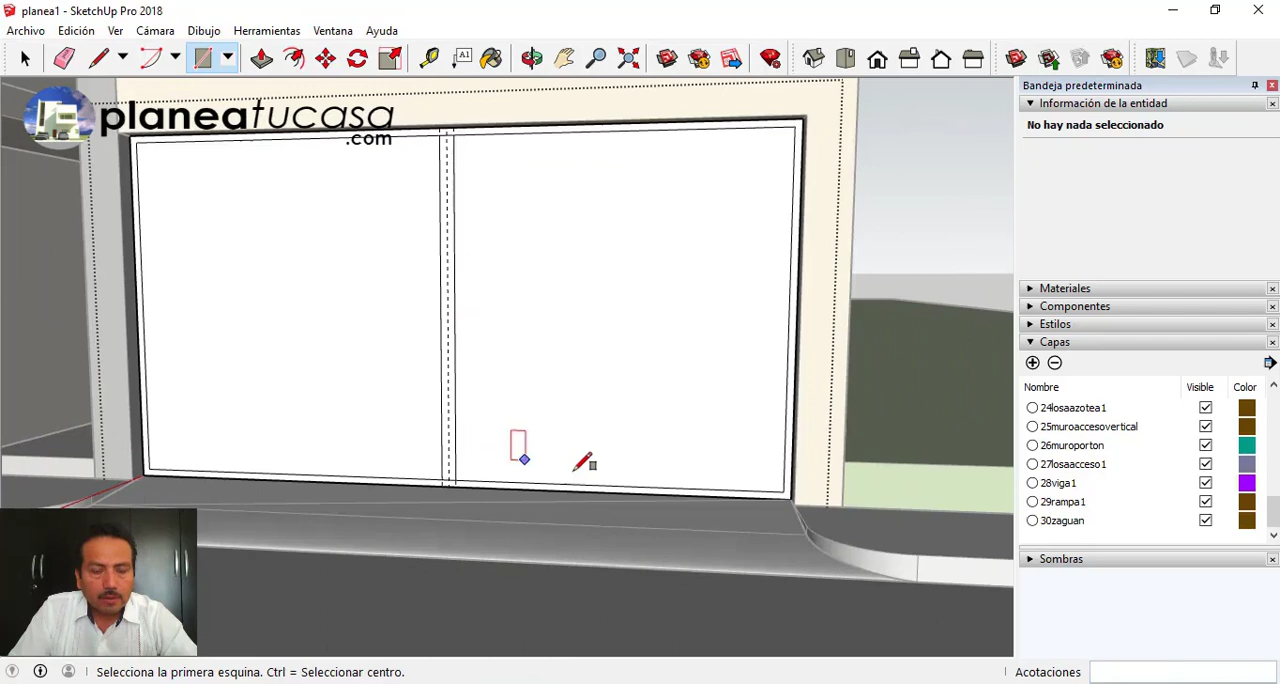 planea1 - SketchUp Pro 2018
Archivo Edición Ver Cámara Dibujo Herramientas Ventana Ayuda
A1
planeatucasa
.com
Bandeja predeterminada
Información de la entidad
No hay nada seleccionado
Materiales
Componentes
Estilos
Capas
Nombre Visible Color
24losaazotea1
25muroaccesovertical
26muroporton
27losaacceso1
28viga1
29rampa1
30zaguan
Sombras
Selecciona la primera esquina. Ctrl = Seleccionar centro.
Acotaciones